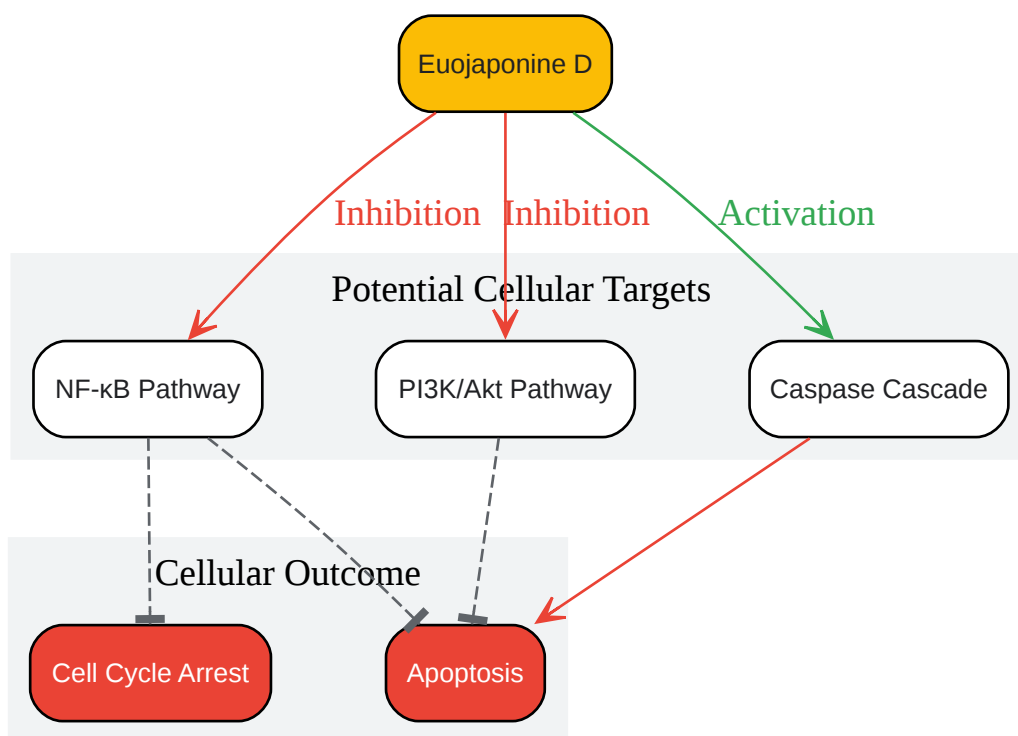 Euojaponine D
Inhibition
Inhibition
Activation
Potential Cellular Targets
NF-κB Pathway
PI3K/Akt Pathway
Caspase Cascade
Cellular Outcome
Cell Cycle Arrest
Apoptosis